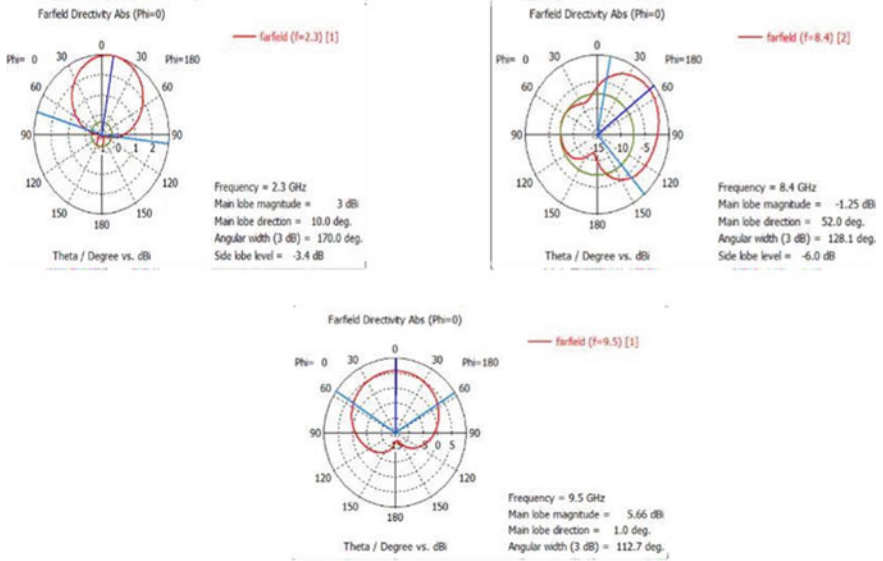 Farfield Directivity Abs (Phi=0)
farfield (f=2.3) [1]
0
Phi= 0 30 30 Phi=180
60 60
90 -1 0 1 2 90
120 120
150 150
180
Theta / Degree vs. dBi
Frequency = 2.3 GHz
Main lobe magnitude = 3 dBi
Main lobe direction = 10.0 deg.
Angular width (3 dB) = 170.0 deg.
Side lobe level = -3.4 dB
Farfield Directivity Abs (Phi=0)
farfield (f=8.4) [2]
0
Phi= 0 30 30 Phi=180
60 60
90 -15 -10 -5 90
120 120
150 150
180
Theta / Degree vs. dBi
Frequency = 8.4 GHz
Main lobe magnitude = -1.25 dBi
Main lobe direction = 52.0 deg.
Angular width (3 dB) = 128.1 deg.
Side lobe level = -6.0 dB
Farfield Directivity Abs (Phi=0)
farfield (f=9.5) [1]
0
Phi= 0 30 30 Phi=180
60 60
90 -5 0 5 90
120 120
150 150
180
Theta / Degree vs. dBi
Frequency = 9.5 GHz
Main lobe magnitude = 5.66 dBi
Main lobe direction = 1.0 deg.
Angular width (3 dB) = 112.7 deg.